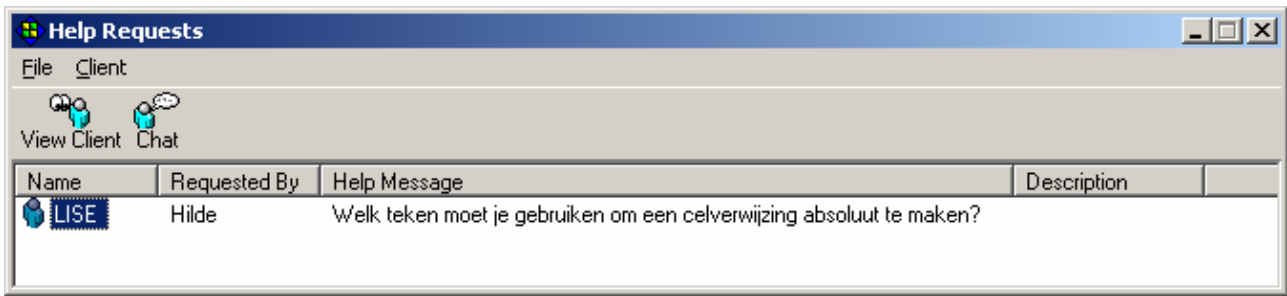 Help Requests
File Client
View Client Chat
Name Requested By Help Message Description
LISE Hilde Welk teken moet je gebruiken om een celverwijzing absoluut te maken?